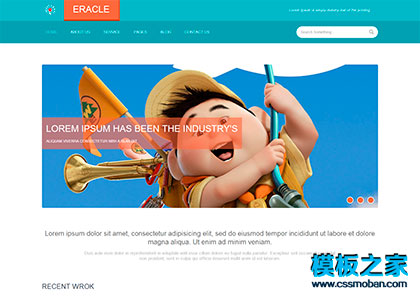 ERACLE
Lorem Ipsum is simply dummy text of the printing
HOME ABOUT US SERVICE PAGES BLOG CONTACT US
Search Something
LOREM IPSUM HAS BEEN THE INDUSTRY'S
ALIQUAM VIVERRA CONSECTETUR NIBH A ALIQUET
Lorem ipsum dolor sit amet, consectetur adipisicing elit, sed do eiusmod tempor incididunt ut labore et dolore
magna aliqua. Ut enim ad minim veniam.
模板之家
www.cssmoban.com
RECENT WROK